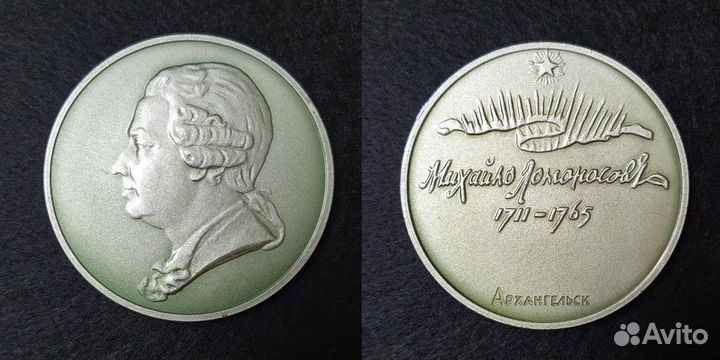 Михайло Ломоносовъ
1711-1765
АРХАНГЕЛЬСК
Avito